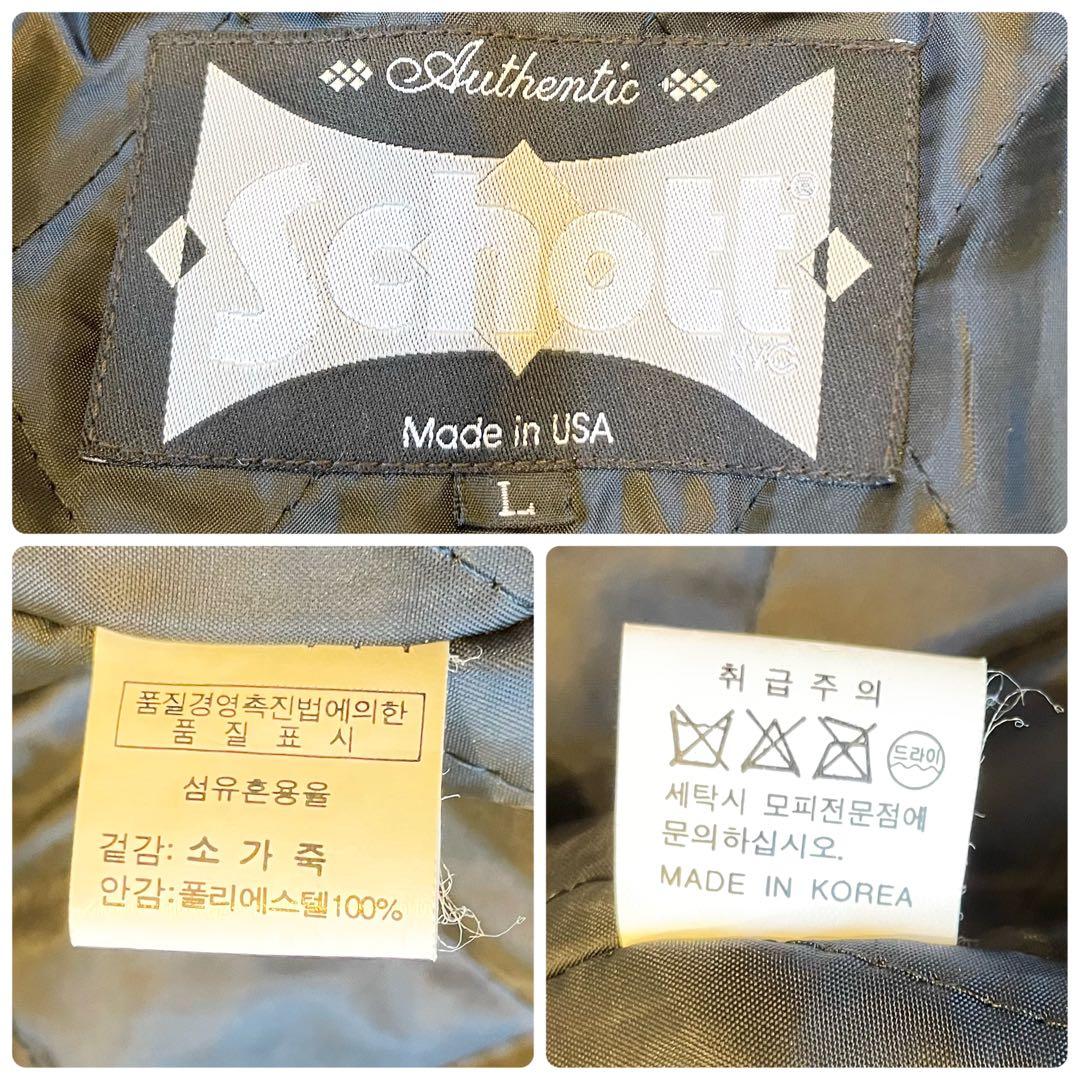 Authentic
Schott®
NYC
Made in USA
L
품질경영촉진법에의한
품 질 표 시
섬유혼용율
겉감: 소 가 죽
안감:폴리에스텔100%
취 급 주 의
드라이
세탁시 모피전문점에
문의하십시오.
MADE IN KOREA